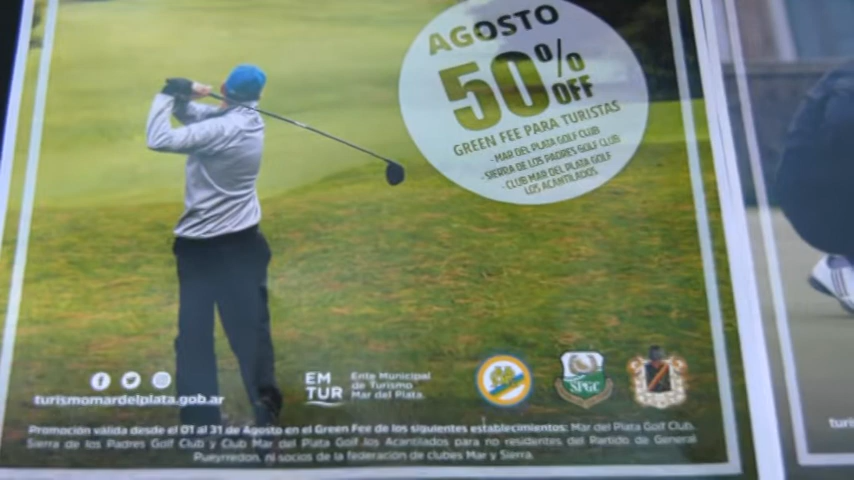 AGOSTO
50% OFF
GREEN FEE PARA TURISTAS
- MAR DEL PLATA GOLF CLUB
- SIERRA DE LOS PADRES GOLF CLUB
- CLUB MAR DEL PLATA GOLF
LOS ACANTILADOS
turismomardelplata.gob.ar
EM
TUR
Ente Municipal
de Turismo
Mar del Plata.
SPGC
Promoción válida desde el 01 al 31 de Agosto en el Green Fee de los siguientes establecimientos: Mar del Plata Golf Club,
Sierra de los Padres Golf Club y Club Mar del Plata Golf los Acantilados para no residentes del Partido de General
Pueyrredon, ni socios de la federación de clubes Mar y Sierra.
turi